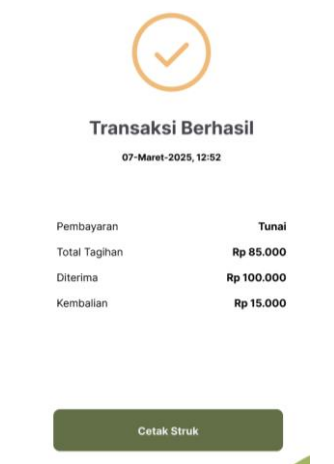 Transaksi Berhasil
07-Maret-2025, 12:52
Pembayaran Tunai
Total Tagihan Rp 85.000
Diterima Rp 100.000
Kembalian Rp 15.000
Cetak Struk